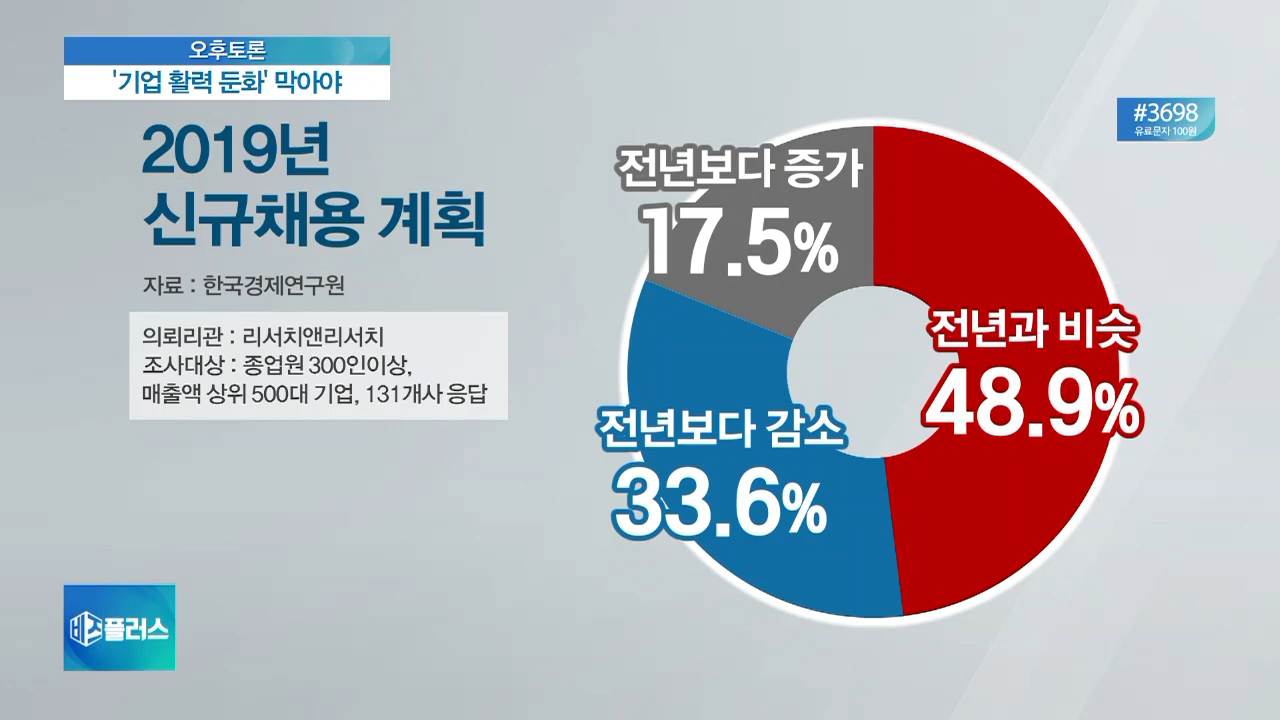 오후토론
'기업 활력 둔화' 막아야
#3698
유료문자 100원
2019년
신규채용 계획
자료 : 한국경제연구원
의뢰리관 : 리서치앤리서치
조사대상 : 종업원 300인이상,
매출액 상위 500대 기업, 131개사 응답
전년보다 증가
17.5%
전년과 비슷
48.9%
전년보다 감소
33.6%
비즈플러스